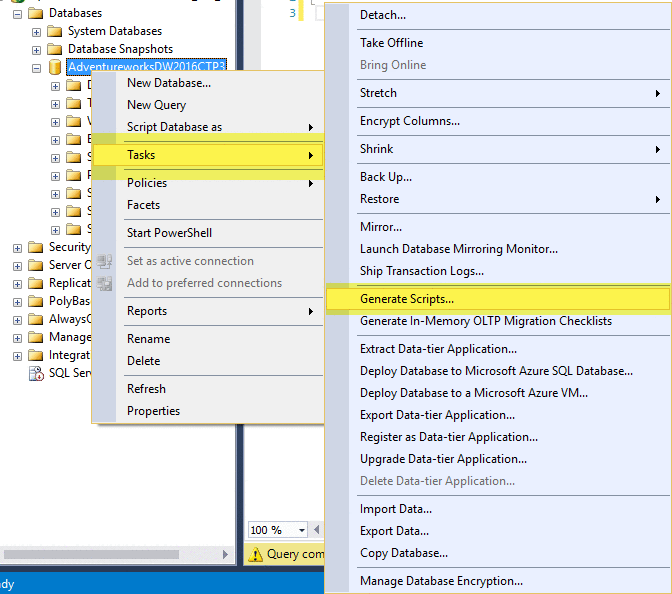 Databases
System Databases
Database Snapshots
AdventureworksDW2016CTP3
Security
Server O
Replicat
PolyBas
AlwaysO
Manage
Integrat
SQL Ser
New Database...
New Query
Script Database as
Tasks
Policies
Facets
Start PowerShell
Set as active connection
Add to preferred connections
Reports
Rename
Delete
Refresh
Properties
3
Detach...
Take Offline
Bring Online
Stretch
Encrypt Columns...
Shrink
Back Up...
Restore
Mirror...
Launch Database Mirroring Monitor...
Ship Transaction Logs...
Generate Scripts...
Generate In-Memory OLTP Migration Checklists
Extract Data-tier Application...
Deploy Database to Microsoft Azure SQL Database...
Deploy Database to a Microsoft Azure VM...
Export Data-tier Application...
Register as Data-tier Application...
Upgrade Data-tier Application...
Delete Data-tier Application...
Import Data...
Export Data...
Copy Database...
Manage Database Encryption...
100 %
Query com
dy